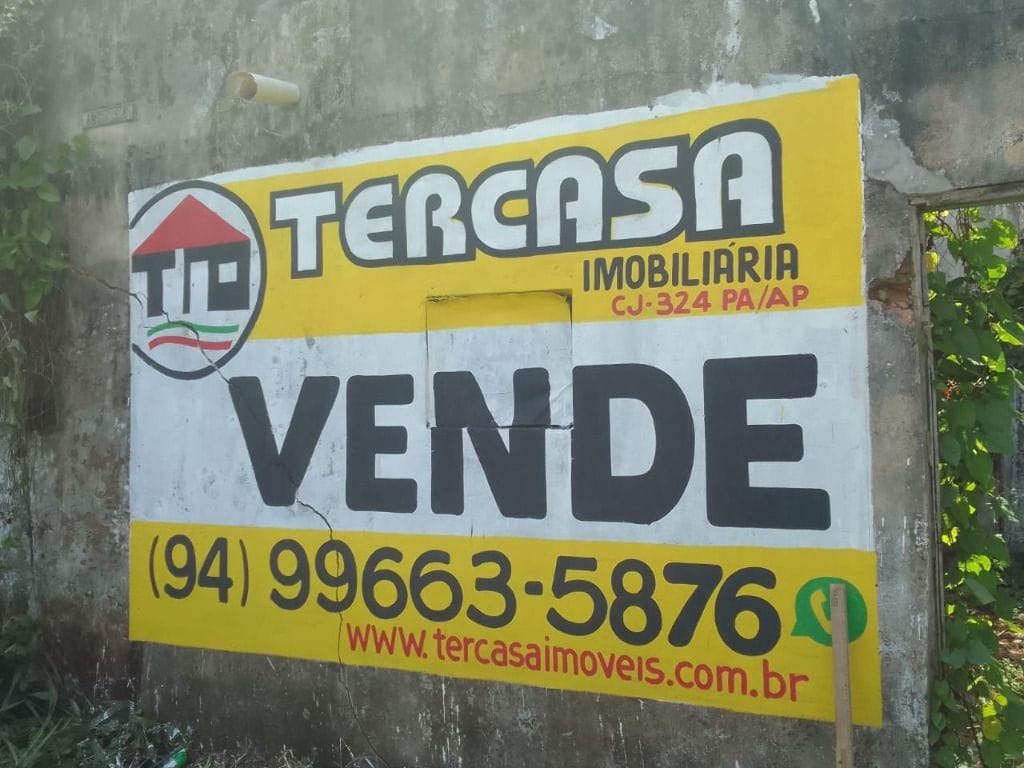 TERCASA
IMOBILIÁRIA
CJ-324 PA/AP
VENDE
(94) 99663-5876
www.tercasaimoveis.com.br